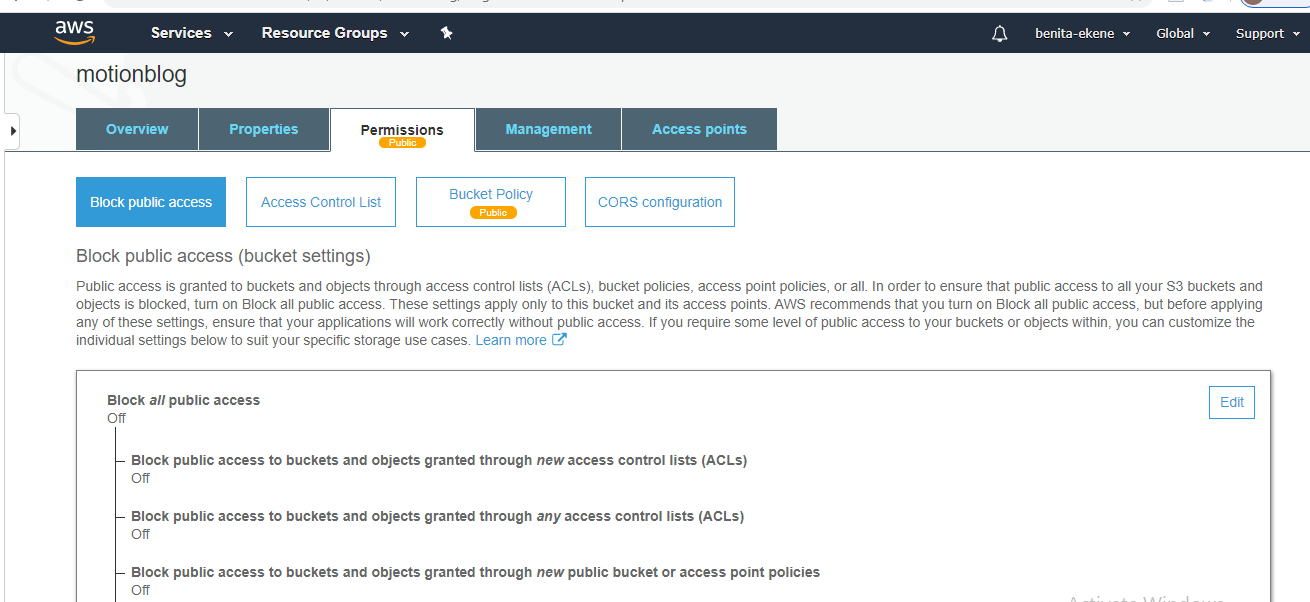 aws
Services
Resource Groups
benita-ekene
Global
Support
motionblog
Overview
Properties
Permissions
Public
Management
Access points
Block public access
Access Control List
Bucket Policy
Public
CORS configuration
Block public access (bucket settings)
Public access is granted to buckets and objects through access control lists (ACLs), bucket policies, access point policies, or all. In order to ensure that public access to all your S3 buckets and
objects is blocked, turn on Block all public access. These settings apply only to this bucket and its access points. AWS recommends that you turn on Block all public access, but before applying
any of these settings, ensure that your applications will work correctly without public access. If you require some level of public access to your buckets or objects within, you can customize the
individual settings below to suit your specific storage use cases. Learn more
Block all public access
Edit
Off
Block public access to buckets and objects granted through new access control lists (ACLs)
Off
Block public access to buckets and objects granted through any access control lists (ACLs)
Off
Block public access to buckets and objects granted through new public bucket or access point policies
Off
Activate Windows